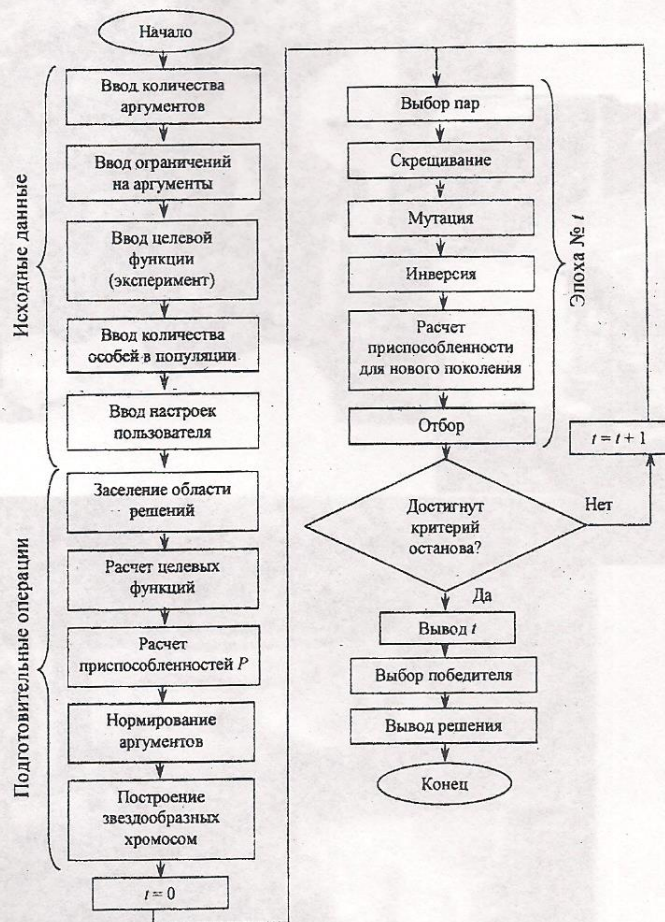 Начало
Исходные данные
Ввод количества
аргументов
Ввод ограничений
на аргументы
Ввод целевой
функции
(эксперимент)
Ввод количества
особей в популяции
Ввод настроек
пользователя
Подготовительные операции
Заселение области
решений
Расчет целевых
функций
Расчет
приспособленностей P
Нормирование
аргументов
Построение
звездообразных
хромосом
t = 0
Выбор пар
Скрещивание
Мутация
Инверсия
Расчет
приспособленности
для нового поколения
Отбор
Эпоха № t
t = t + 1
Достигнут
критерий
останова?
Нет
Да
Вывод t
Выбор победителя
Вывод решения
Конец